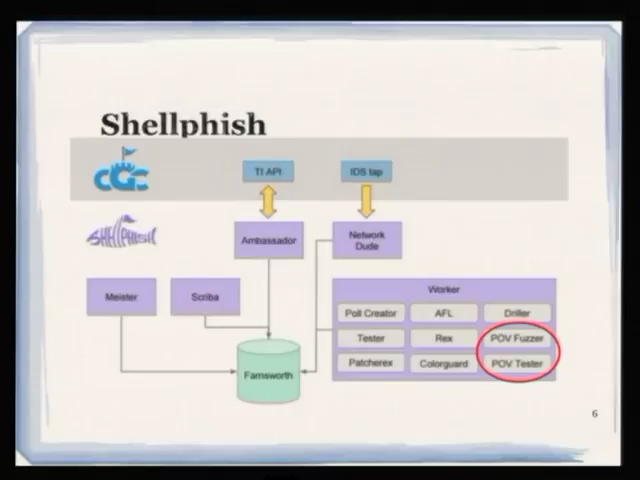 Shellphish
CGC
TI API
IDS tap
SHELLPHISH
Ambassador
Network
Dude
Meister
Scriba
Worker
Poll Creator
AFL
Driller
Tester
Rex
POV Fuzzer
Patcherex
Colorguard
POV Tester
Farnsworth
6